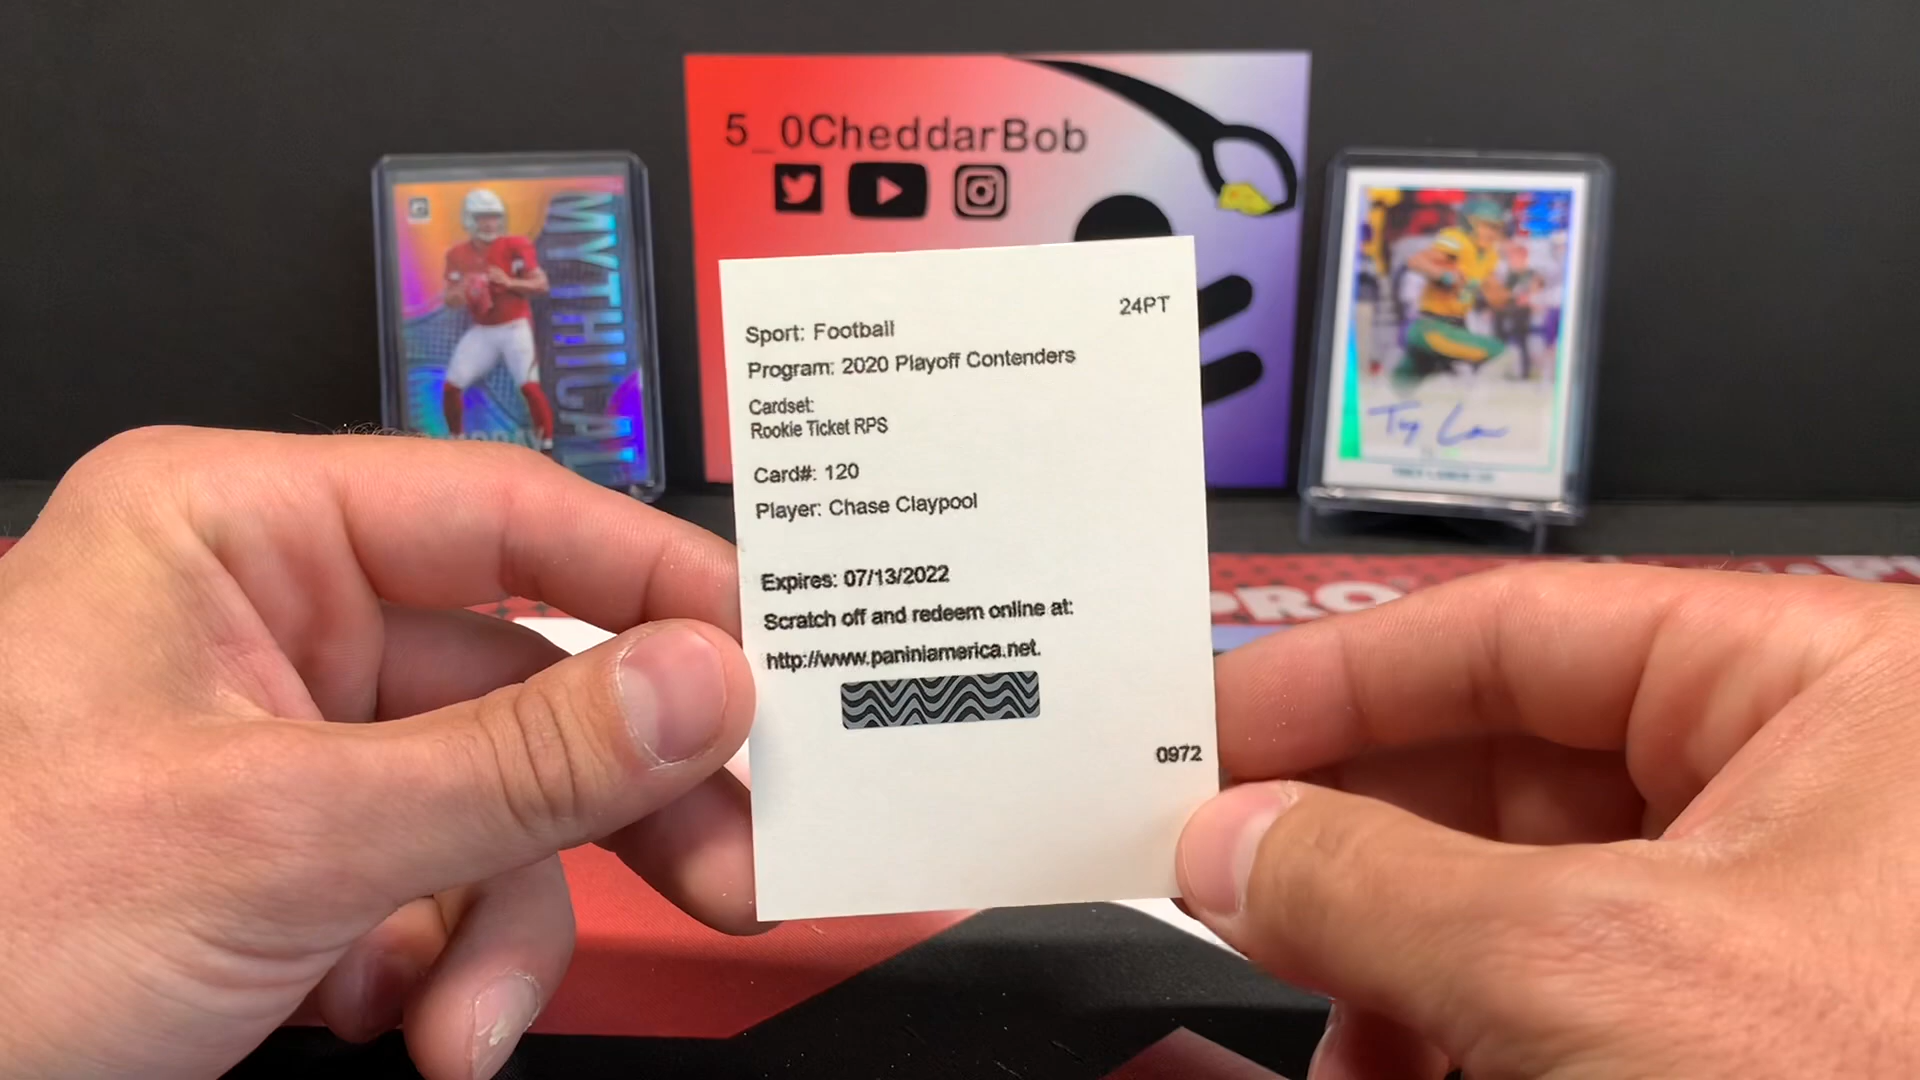 5_0CheddarBob
MYTHICAL
24PT
Sport: Football
Program: 2020 Playoff Contenders
Cardset:
Rookie Ticket RPS
Card#: 120
Player: Chase Claypool
Expires: 07/13/2022
Scratch off and redeem online at:
http://www.paniniamerica.net.
0972
PRO